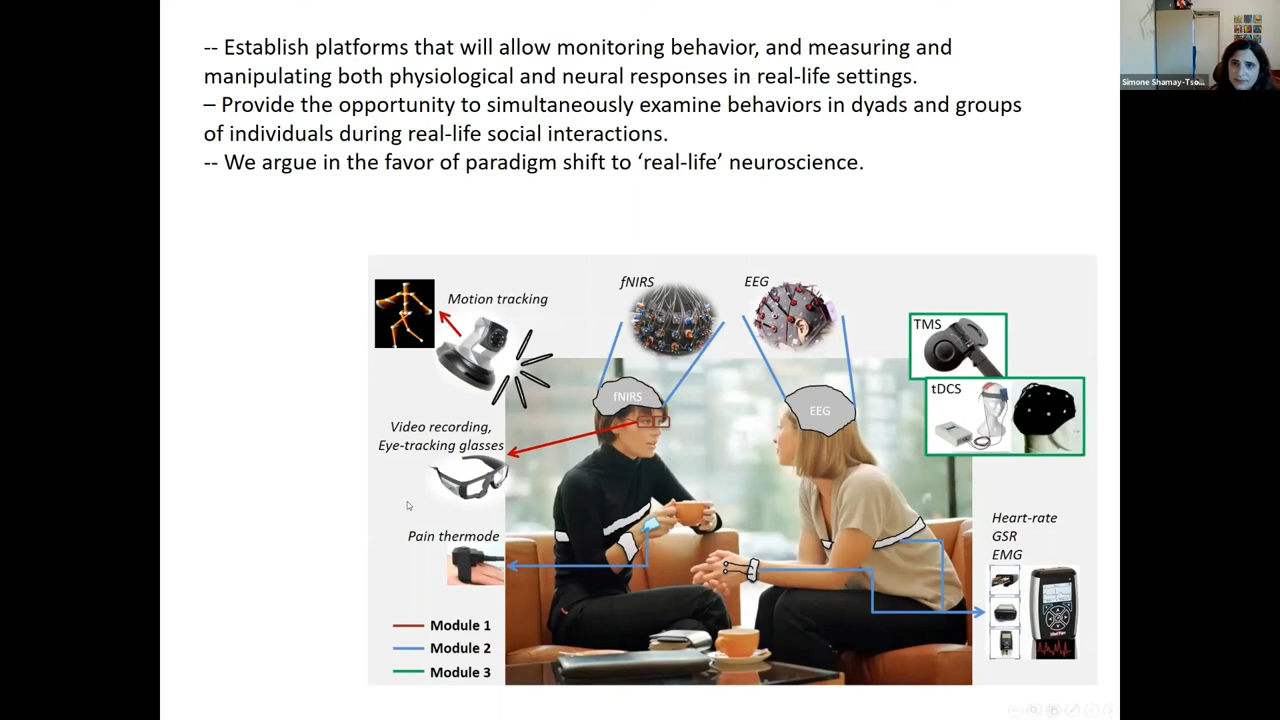 -- Establish platforms that will allow monitoring behavior, and measuring and
manipulating both physiological and neural responses in real-life settings.
– Provide the opportunity to simultaneously examine behaviors in dyads and groups
of individuals during real-life social interactions.
-- We argue in the favor of paradigm shift to ‘real-life’ neuroscience.
Simone Shamay-Tso...
fNIRS
EEG
Motion tracking
TMS
tDCS
fNIRS
EEG
Video recording,
Eye-tracking glasses
Pain thermode
Heart-rate
GSR
EMG
Module 1
Module 2
Module 3